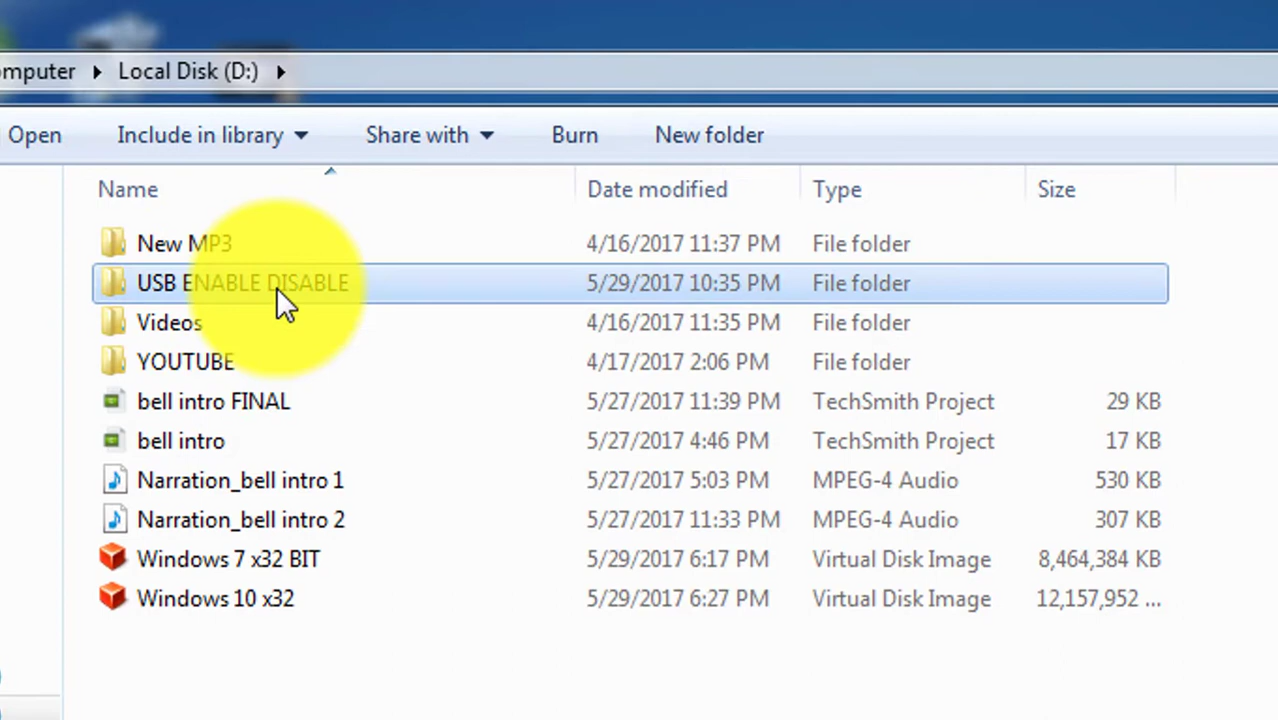 omputer Local Disk (D:)
Open Include in library Share with Burn New folder
Name Date modified Type Size
New MP3 4/16/2017 11:37 PM File folder
USB ENABLE DISABLE 5/29/2017 10:35 PM File folder
Videos 4/16/2017 11:35 PM File folder
YOUTUBE 4/17/2017 2:06 PM File folder
bell intro FINAL 5/27/2017 11:39 PM TechSmith Project 29 KB
bell intro 5/27/2017 4:46 PM TechSmith Project 17 KB
Narration_bell intro 1 5/27/2017 5:03 PM MPEG-4 Audio 530 KB
Narration_bell intro 2 5/27/2017 11:33 PM MPEG-4 Audio 307 KB
Windows 7 x32 BIT 5/29/2017 6:17 PM Virtual Disk Image 8,464,384 KB
Windows 10 x32 5/29/2017 6:27 PM Virtual Disk Image 12,157,952 ...